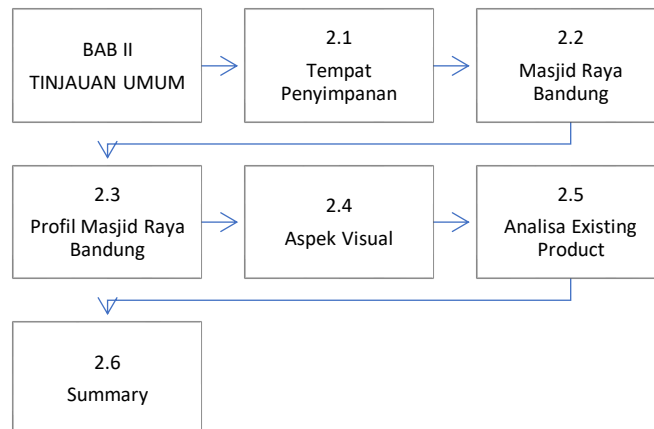 BAB II
TINJAUAN UMUM
2.1
Tempat
Penyimpanan
2.2
Masjid Raya
Bandung
2.3
Profil Masjid Raya
Bandung
2.4
Aspek Visual
2.5
Analisa Existing
Product
2.6
Summary